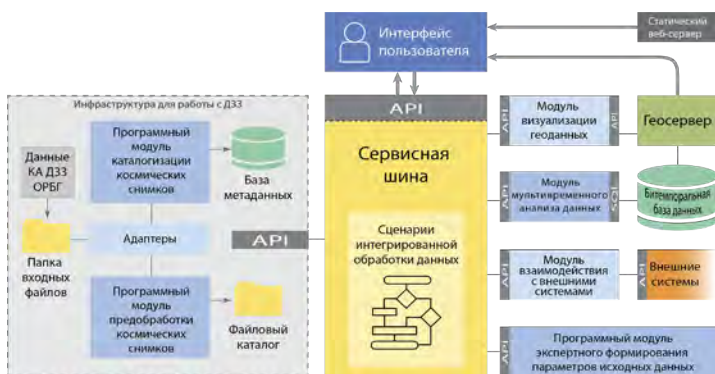 Интерфейс
пользователя
Статический
веб-сервер
Инфраструктура для работы с ДЗЗ
Программный
модуль
каталогизации
космических
снимков
Данные
КА ДЗЗ
ОРБГ
База
метаданных
Адаптеры
Папка
входных
файлов
Программный
модуль
предобработки
космических
снимков
Файловый
каталог
API
API
Сервисная
шина
Сценарии
интегрированной
обработки данных
API
Модуль
визуализации
геоданных
API
Геосервер
API
Модуль
мультивременного
анализа данных
Битемпоральная
база данных
API
Модуль
взаимодействия
с внешними
системами
API
Внешние
системы
API
Программный модуль
экспертного формирования
параметров исходных данных